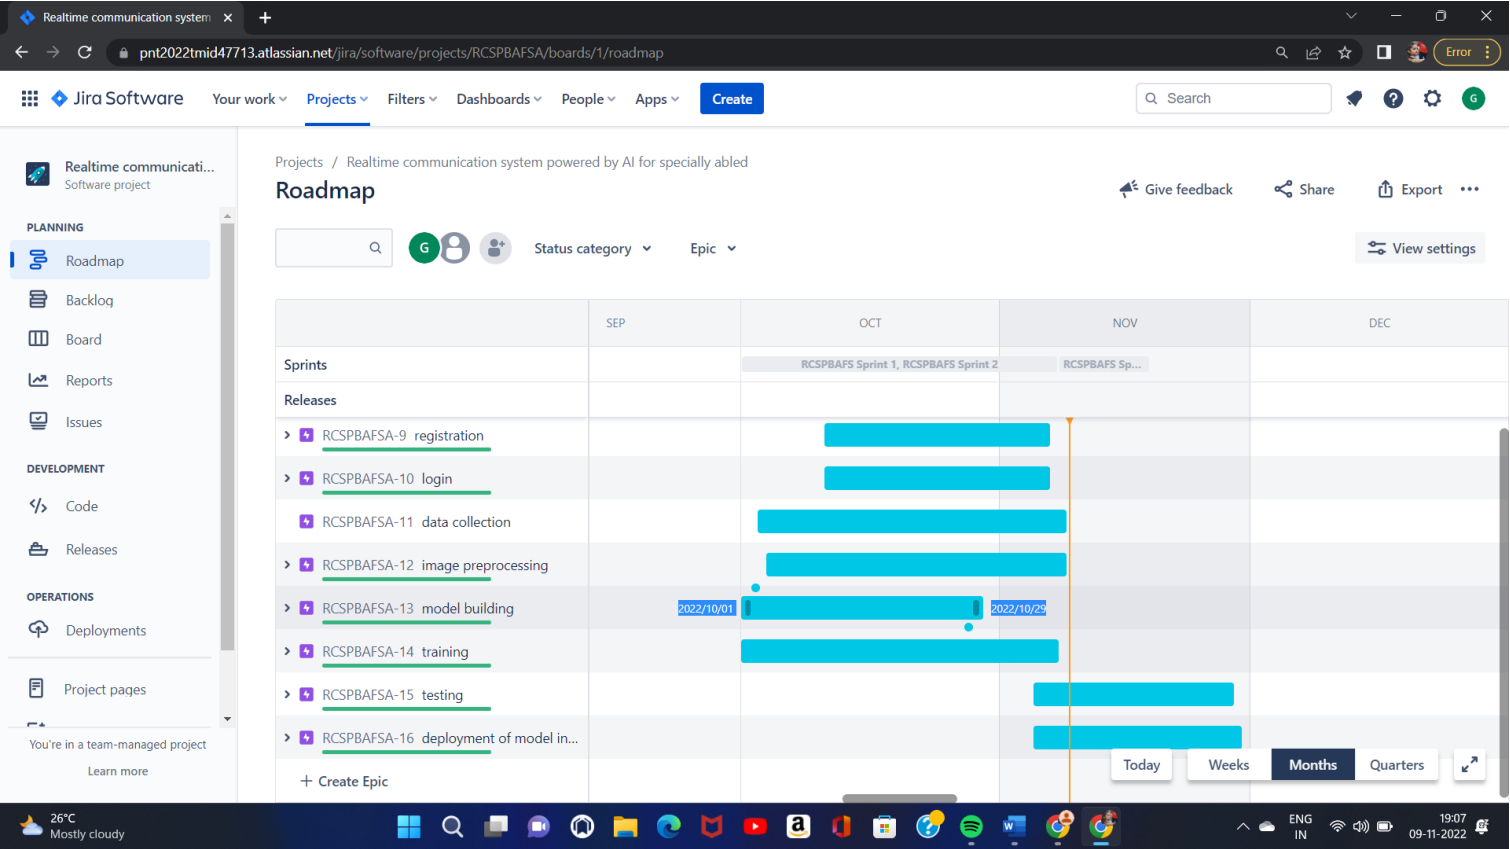 Realtime communication system
pnt2022tmid47713.atlassian.net/jira/software/projects/RCSPBAFSA/boards/1/roadmap
Error
Jira Software
Your work
Projects
Filters
Dashboards
People
Apps
Create
Search
G
Realtime communicati...
Software project
PLANNING
Roadmap
Backlog
Board
Reports
Issues
DEVELOPMENT
Code
Releases
OPERATIONS
Deployments
Project pages
You're in a team-managed project
Learn more
Projects / Realtime communication system powered by AI for specially abled
Roadmap
Give feedback
Share
Export
G
Status category
Epic
View settings
SEP
OCT
NOV
DEC
Sprints
RCSPBAFS Sprint 1, RCSPBAFS Sprint 2
RCSPBAFS Sp...
Releases
RCSPBAFSA-9 registration
RCSPBAFSA-10 login
RCSPBAFSA-11 data collection
RCSPBAFSA-12 image preprocessing
RCSPBAFSA-13 model building
2022/10/01
2022/10/29
RCSPBAFSA-14 training
RCSPBAFSA-15 testing
RCSPBAFSA-16 deployment of model in...
+ Create Epic
Today
Weeks
Months
Quarters
26°C
Mostly cloudy
ENG
IN
19:07
09-11-2022